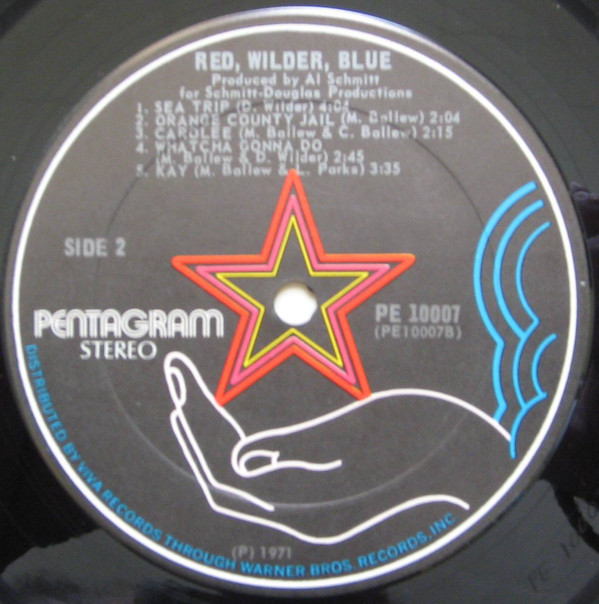 RED, WILDER, BLUE
Produced by Al Schmitt
for Schmitt-Douglas Productions
1. SEA TRIP (D. Wilder) 4:04
2. ORANGE COUNTY JAIL (M. Ballew) 2:04
3. CAROLEE (M. Ballew & C. Ballew) 2:15
4. WHATCHA GONNA DO
(M. Ballew & D. Wilder) 2:45
5. KAY (M. Ballew & L. Parks) 3:35
SIDE 2
PENTAGRAM
STEREO
PE 10007
(PE10007B)
(P) 1971
DISTRIBUTED BY VIVA RECORDS THROUGH WARNER BROS. RECORDS, INC